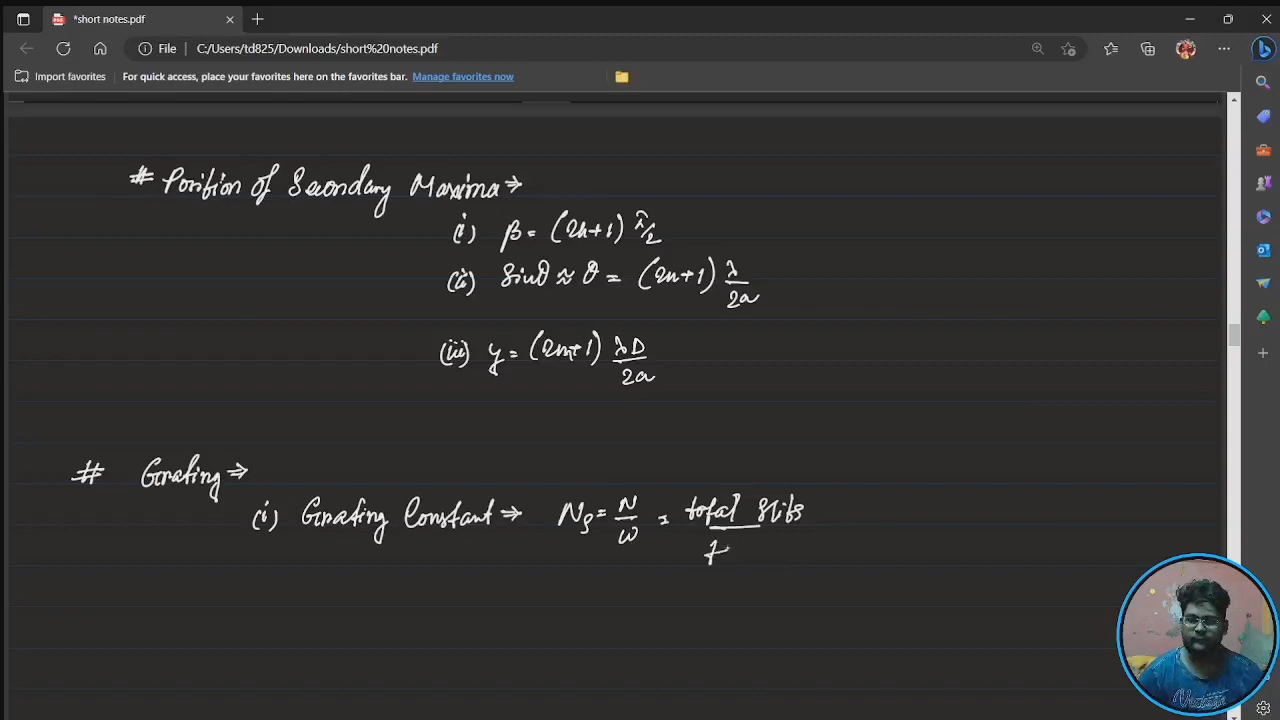 *short notes.pdf
File C:/Users/td825/Downloads/short%20notes.pdf
Import favorites For quick access, place your favorites here on the favorites bar. Manage favorites now
# Position of Secondary Maxima ⇒
(i) β = (2n+1) π/2
(ii) Sinθ ≈ θ = (2n+1) λ/2a
(iii) y = (2n+1) λD/2a
# Grating ⇒
(i) Grating Constant ⇒ Ns = N/w = total slits